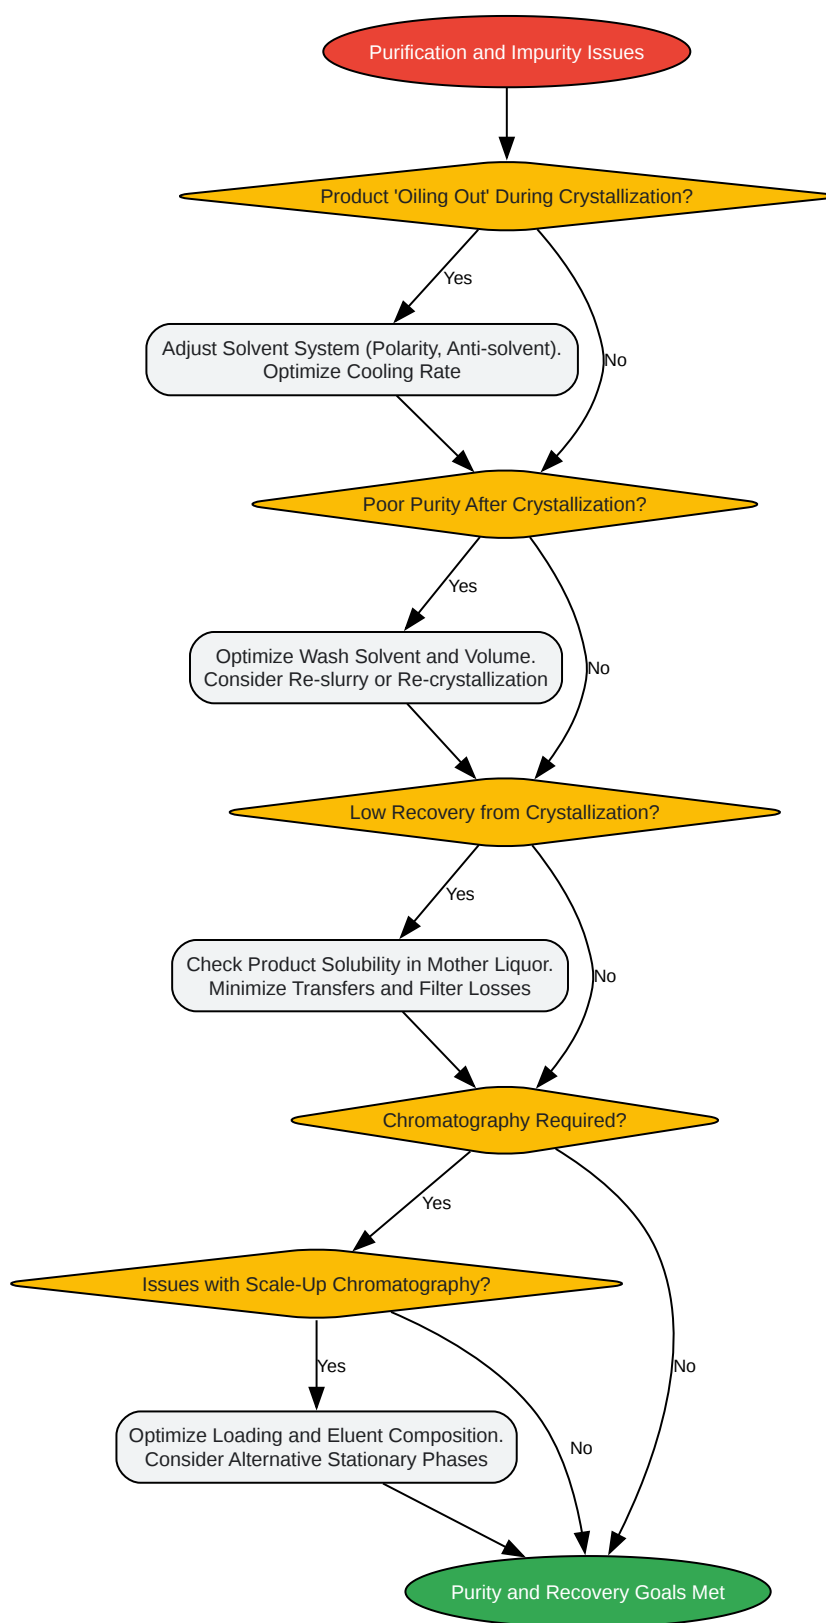 Purification and Impurity Issues
Product 'Oiling Out' During Crystallization?
Yes
Adjust Solvent System (Polarity, Anti-solvent).
Optimize Cooling Rate
No
Poor Purity After Crystallization?
Yes
Optimize Wash Solvent and Volume.
Consider Re-slurry or Re-crystallization
No
Low Recovery from Crystallization?
Yes
Check Product Solubility in Mother Liquor.
Minimize Transfers and Filter Losses
No
Chromatography Required?
Yes
Issues with Scale-Up Chromatography?
Yes
No
Optimize Loading and Eluent Composition.
Consider Alternative Stationary Phases
No
Purity and Recovery Goals Met